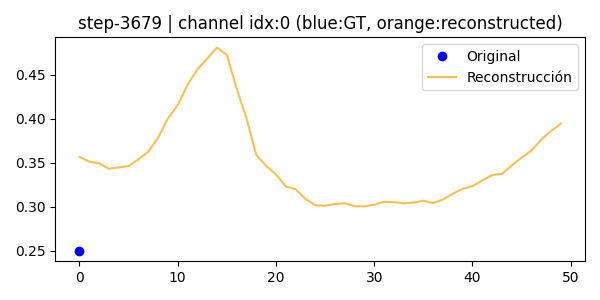 step-3679 | channel idx:0 (blue:GT, orange:reconstructed)
Original
Reconstrucción
0.45
0.40
0.35
0.30
0.25
0 10 20 30 40 50